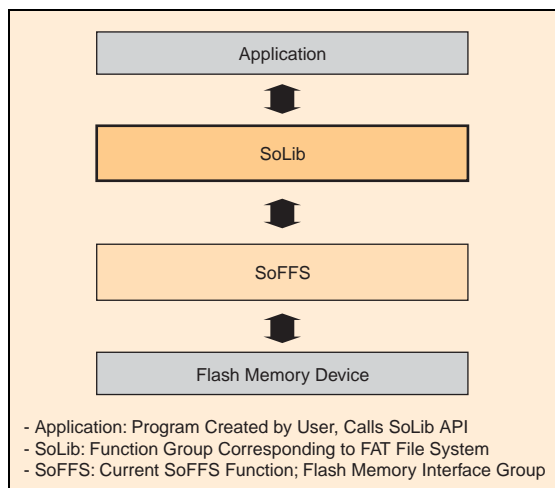 Application
SoLib
SoFFS
Flash Memory Device
- Application: Program Created by User, Calls SoLib API
- SoLib: Function Group Corresponding to FAT File System
- SoFFS: Current SoFFS Function; Flash Memory Interface Group